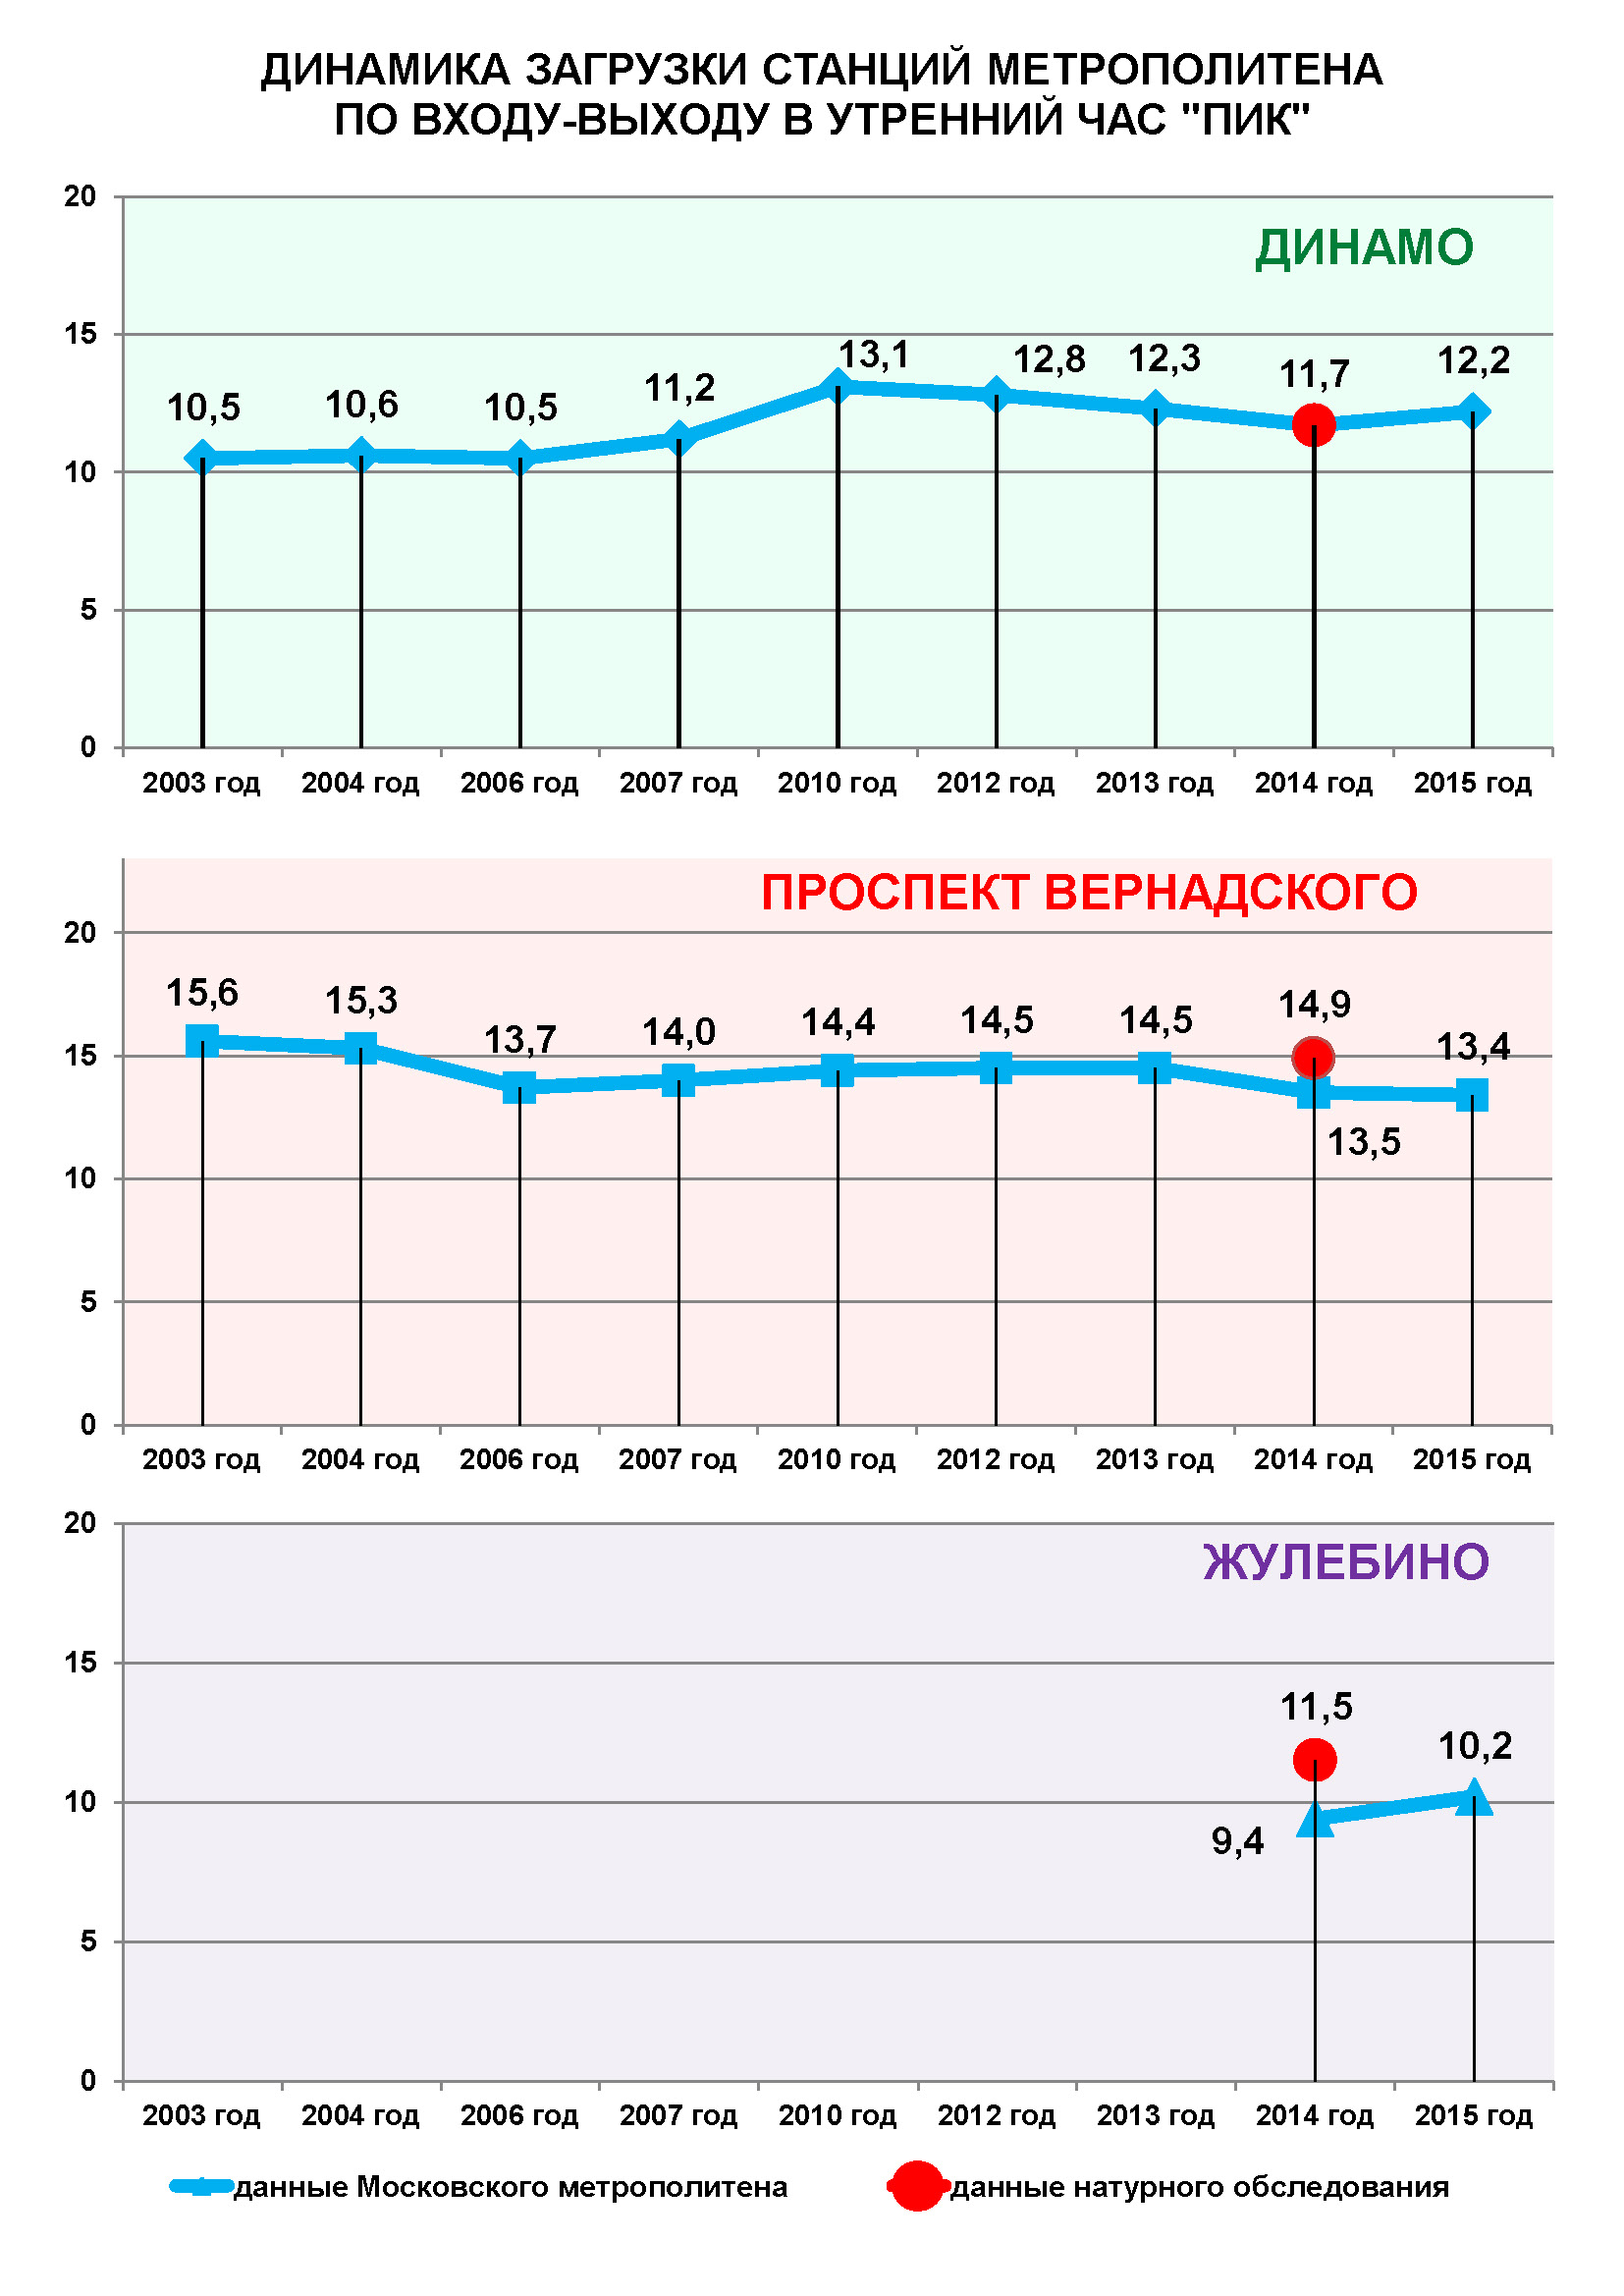 ДИНАМИКА ЗАГРУЗКИ СТАНЦИЙ МЕТРОПОЛИТЕНА
ПО ВХОДУ-ВЫХОДУ В УТРЕННИЙ ЧАС "ПИК"
ДИНАМО
20
15
10
5
0
10,5
10,6
10,5
11,2
13,1
12,8
12,3
11,7
12,2
2003 год
2004 год
2006 год
2007 год
2010 год
2012 год
2013 год
2014 год
2015 год
ПРОСПЕКТ ВЕРНАДСКОГО
20
15
10
5
0
15,6
15,3
13,7
14,0
14,4
14,5
14,5
14,9
13,5
13,4
2003 год
2004 год
2006 год
2007 год
2010 год
2012 год
2013 год
2014 год
2015 год
ЖУЛЕБИНО
20
15
10
5
0
11,5
9,4
10,2
2003 год
2004 год
2006 год
2007 год
2010 год
2012 год
2013 год
2014 год
2015 год
данные Московского метрополитена
данные натурного обследования